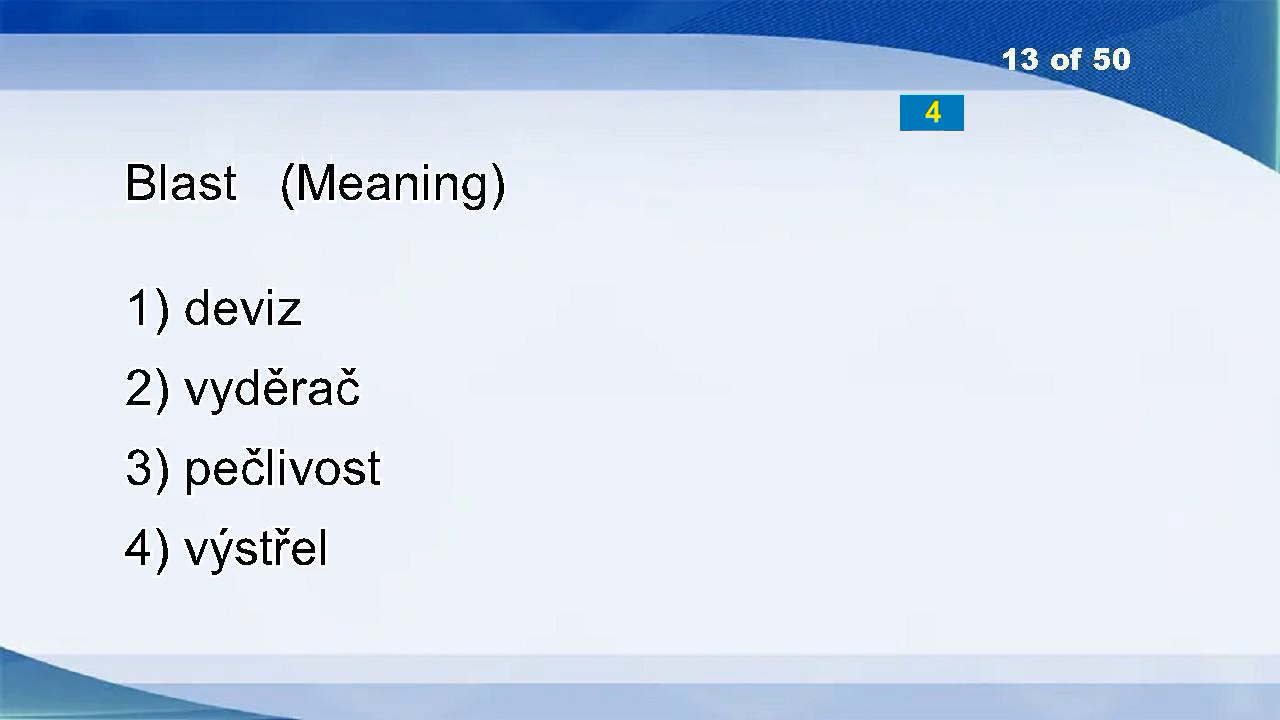 13 of 50
4
Blast (Meaning)
1) deviz
2) vyděrač
3) pečlivost
4) výstřel